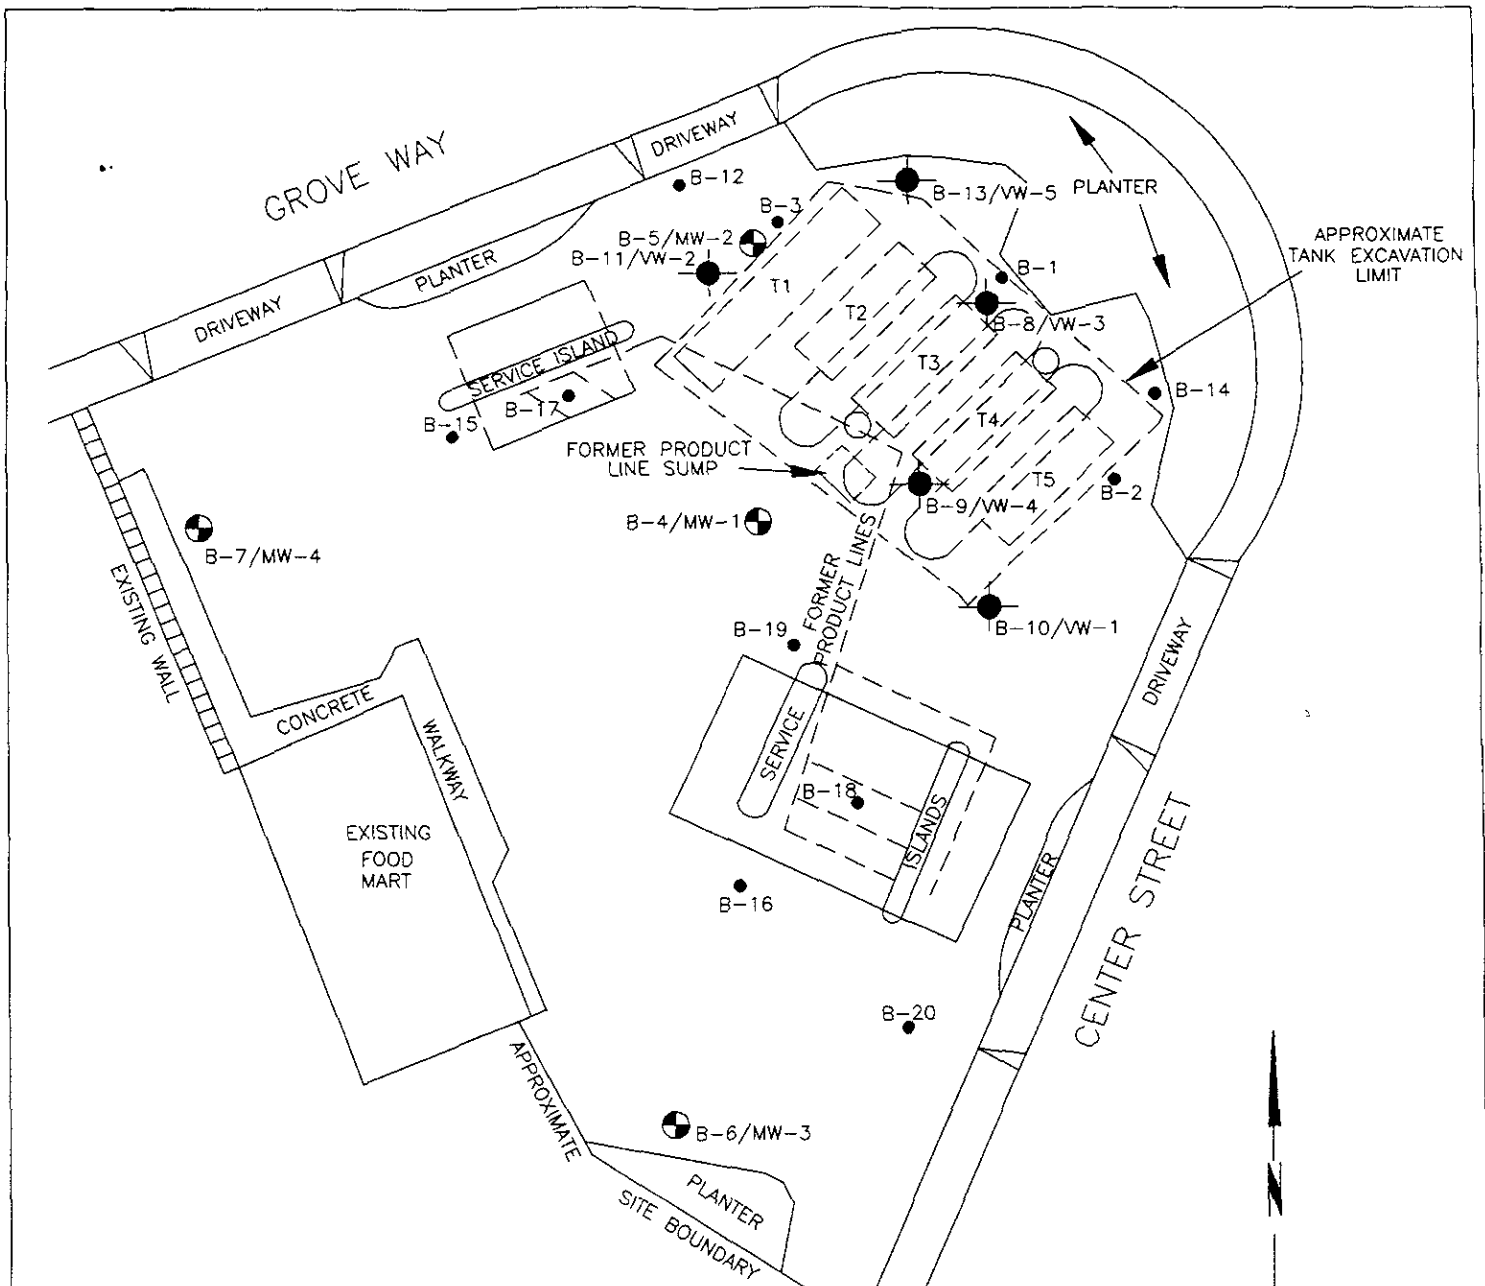 GROVE WAY
DRIVEWAY
B-12
B-3
B-13/VW-5
PLANTER
APPROXIMATE
TANK EXCAVATION
LIMIT
B-5/MW-2
B-11/VW-2
PLANTER
DRIVEWAY
T1
T2
B-1
B-8/VW-3
T3
SERVICE ISLAND
B-17
B-15
B-14
T4
FORMER PRODUCT
LINE SUMP
T5
B-2
B-9/VW-4
B-4/MW-1
B-7/MW-4
EXISTING WALL
FORMER
PRODUCT LINES
B-10/VW-1
B-19
DRIVEWAY
CONCRETE
WALKWAY
SERVICE
B-18
ISLANDS
EXISTING
FOOD
MART
PLANTER
CENTER STREET
B-16
B-20
APPROXIMATE
B-6/MW-3
PLANTER
SITE BOUNDARY
N